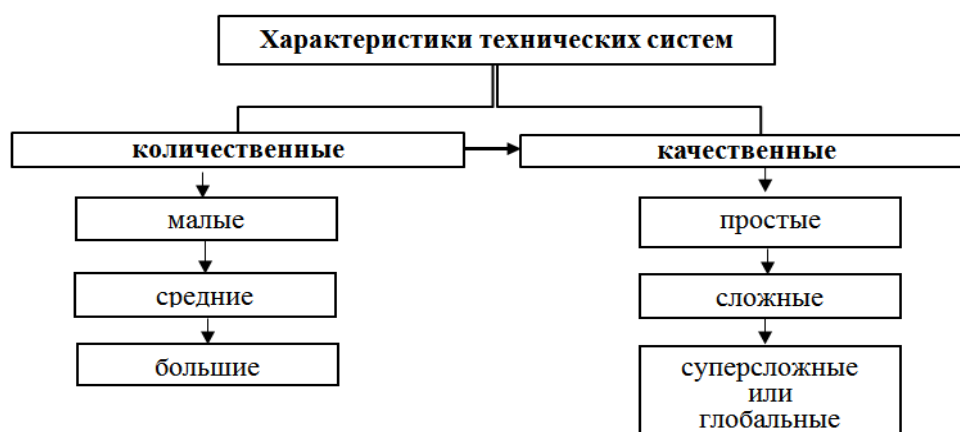 Характеристики технических систем
количественные
качественные
малые
простые
средние
сложные
большие
суперсложные
или
глобальные